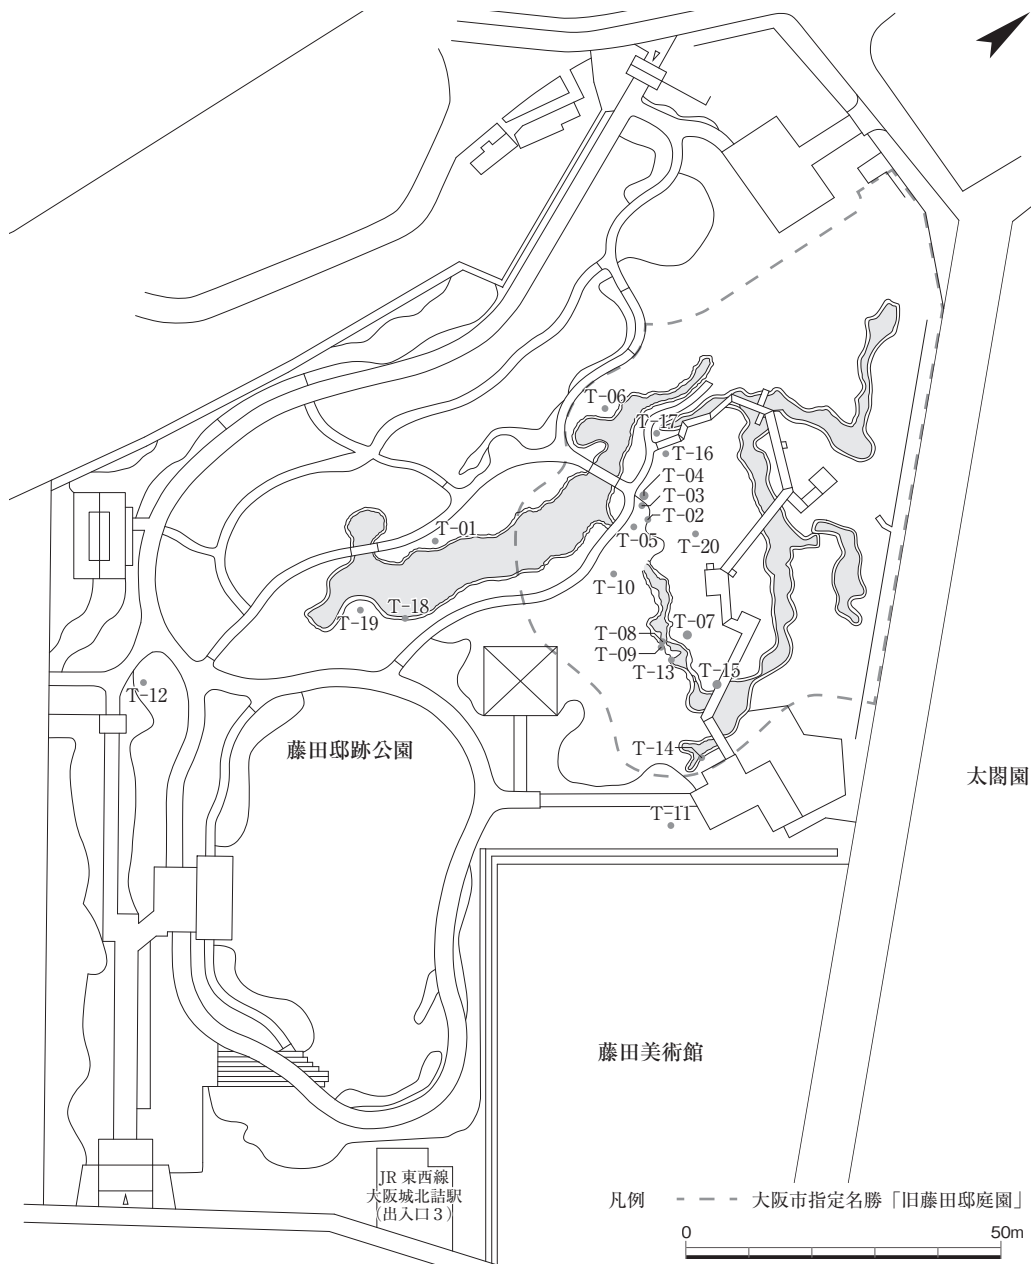 T-06
T-17
T-16
T-04
T-03
T-02
T-01
T-05
T-20
T-10
T-18
T-19
T-07
T-08
T-09
T-13
T-15
T-12
T-14
T-11
藤田邸跡公園
太閤園
藤田美術館
JR 東西線
大阪城北詰駅
(出入口3)
凡例 大阪市指定名勝「旧藤田邸庭園」
0 50m